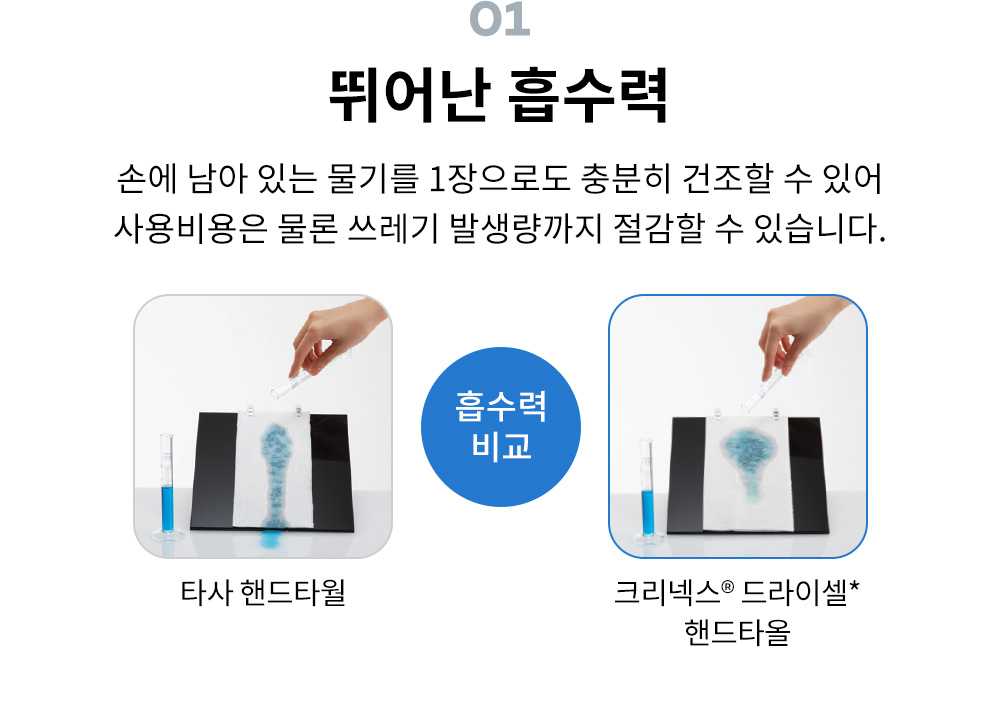 01
뛰어난 흡수력
손에 남아 있는 물기를 1장으로도 충분히 건조할 수 있어
사용비용은 물론 쓰레기 발생량까지 절감할 수 있습니다.
흡수력
비교
타사 핸드타월
크리넥스® 드라이셀*
핸드타올